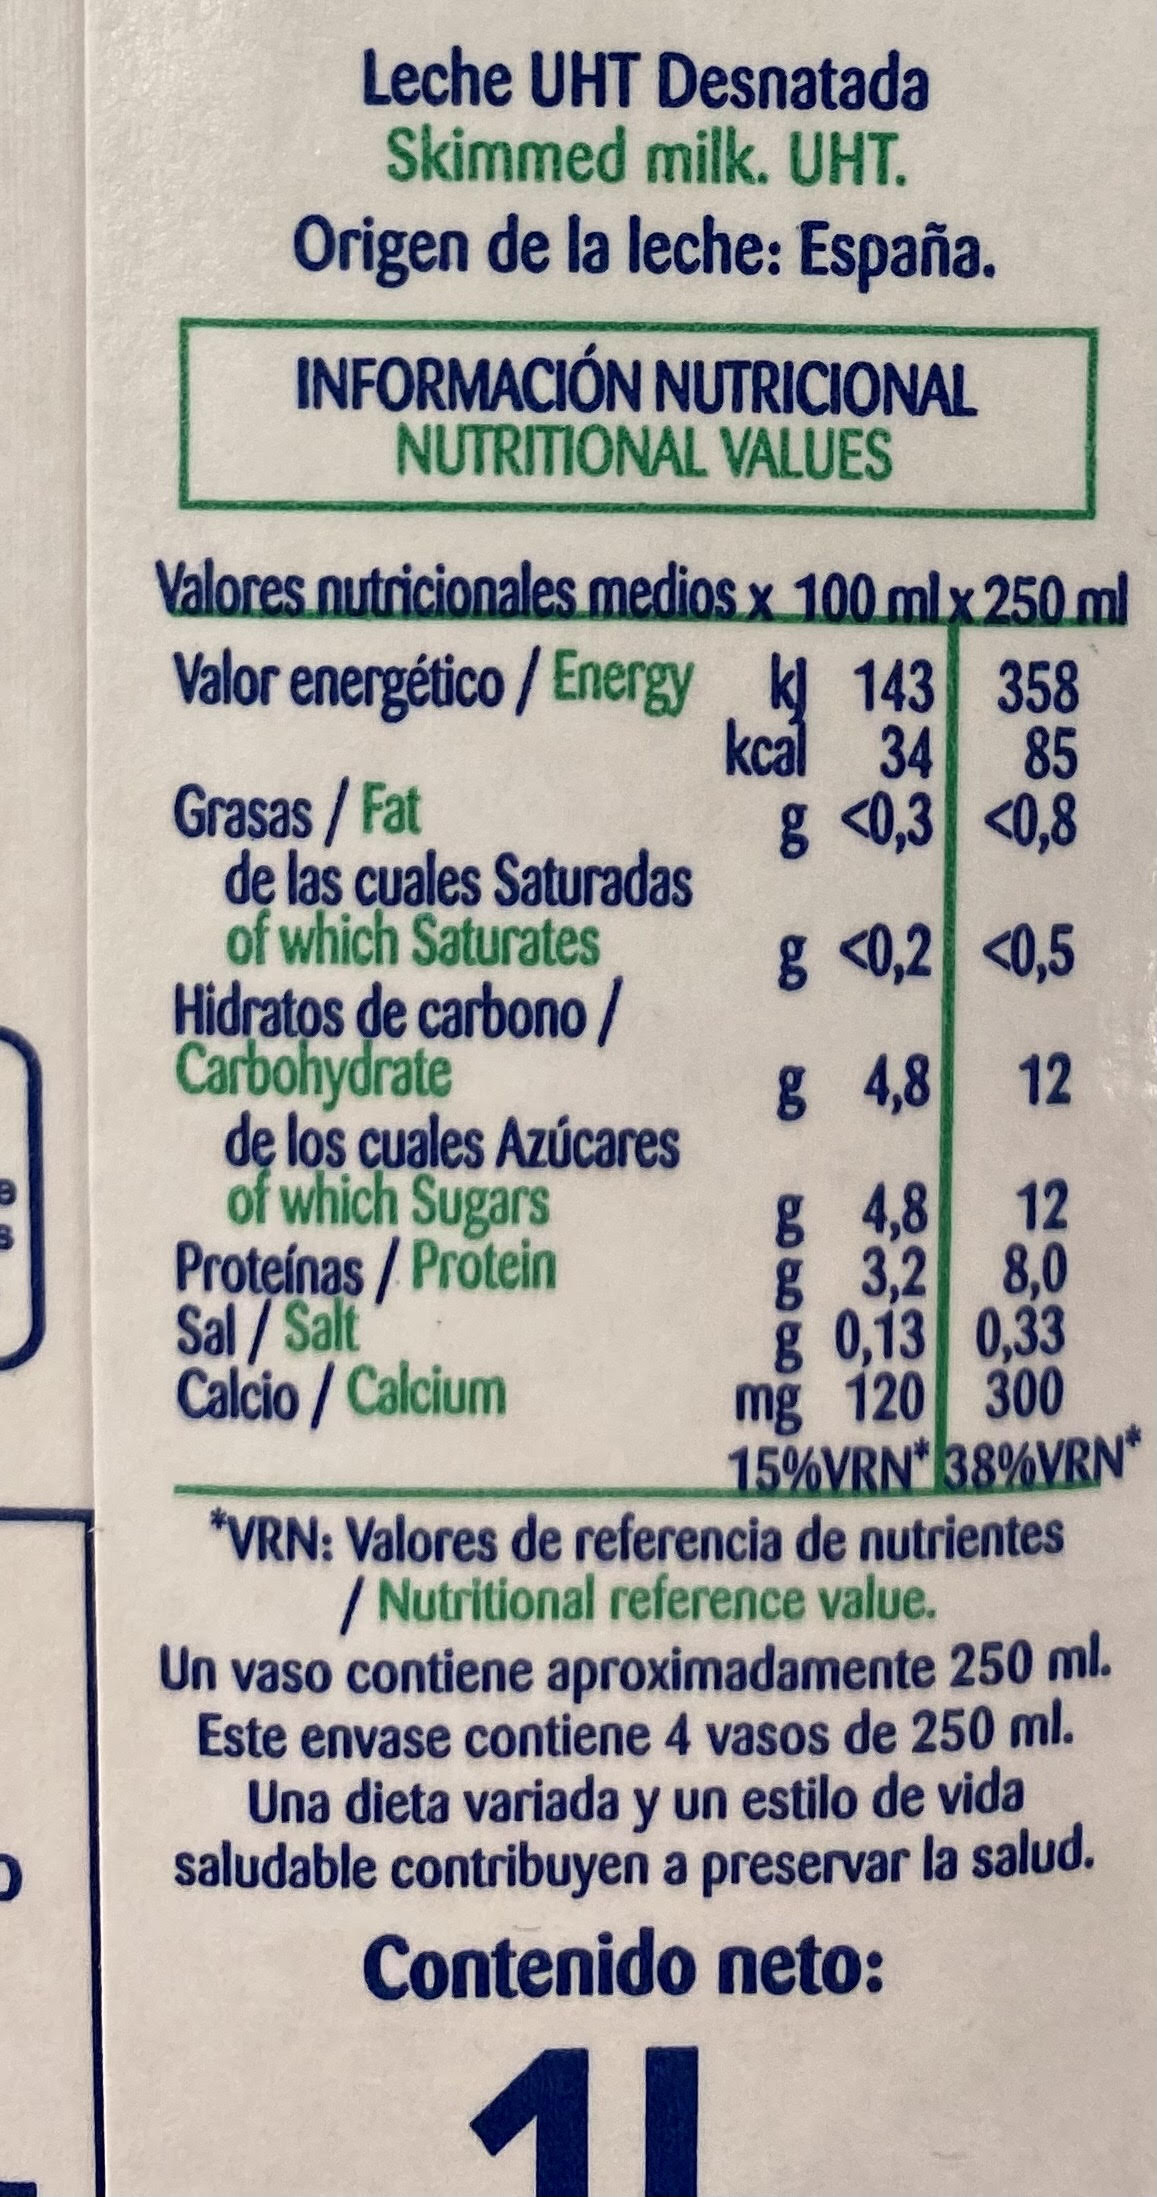 Leche UHT Desnatada
Skimmed milk. UHT.
Origen de la leche: España.
INFORMACIÓN NUTRICIONAL
NUTRITIONAL VALUES
Valores nutricionales medios x 100 ml x 250 ml
Valor energético / Energy kJ 143 358
kcal 34 85
Grasas / Fat g <0,3 <0,8
de las cuales Saturadas
of which Saturates g <0,2 <0,5
Hidratos de carbono /
Carbohydrate g 4,8 12
de los cuales Azúcares
of which Sugars g 4,8 12
Proteínas / Protein g 3,2 8,0
Sal / Salt g 0,13 0,33
Calcio / Calcium mg 120 300
15%VRN* 38%VRN*
*VRN: Valores de referencia de nutrientes
/ Nutritional reference value.
Un vaso contiene aproximadamente 250 ml.
Este envase contiene 4 vasos de 250 ml.
Una dieta variada y un estilo de vida
saludable contribuyen a preservar la salud.
Contenido neto:
1l